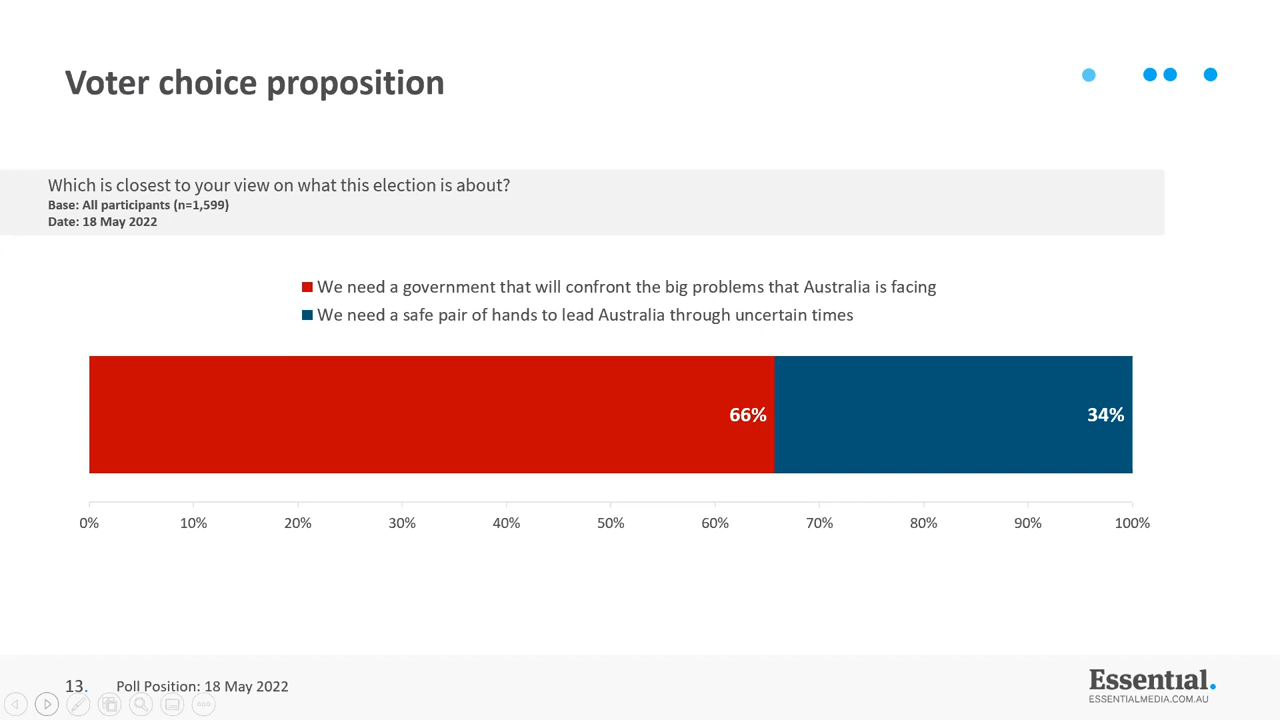 Voter choice proposition
Which is closest to your view on what this election is about?
Base: All participants (n=1,599)
Date: 18 May 2022
We need a government that will confront the big problems that Australia is facing
We need a safe pair of hands to lead Australia through uncertain times
66% 34%
0% 10% 20% 30% 40% 50% 60% 70% 80% 90% 100%
13. Poll Position: 18 May 2022
Essential.
ESSENTIALMEDIA.COM.AU